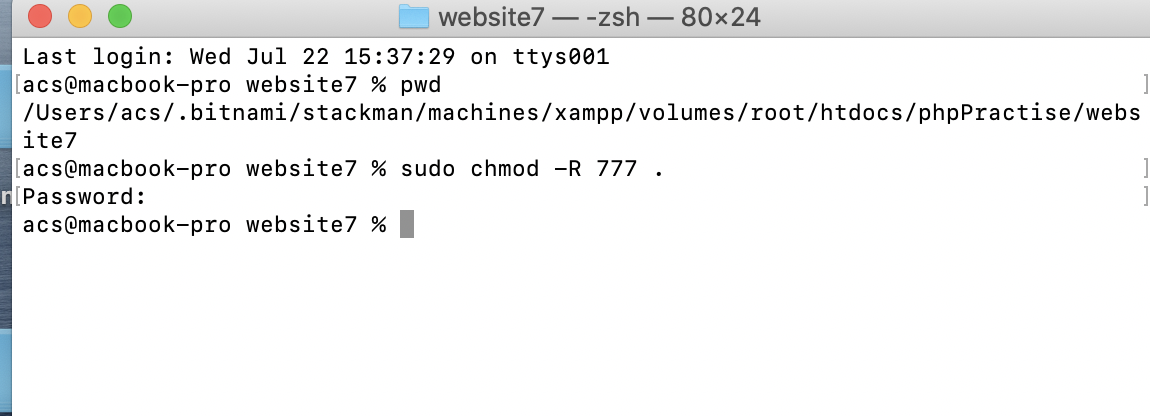 website7 — -zsh — 80×24
Last login: Wed Jul 22 15:37:29 on ttys001
[acs@macbook-pro website7 % pwd ]
/Users/acs/.bitnami/stackman/machines/xampp/volumes/root/htdocs/phpPractise/webs
ite7
[acs@macbook-pro website7 % sudo chmod -R 777 . ]
[Password: ]
acs@macbook-pro website7 %